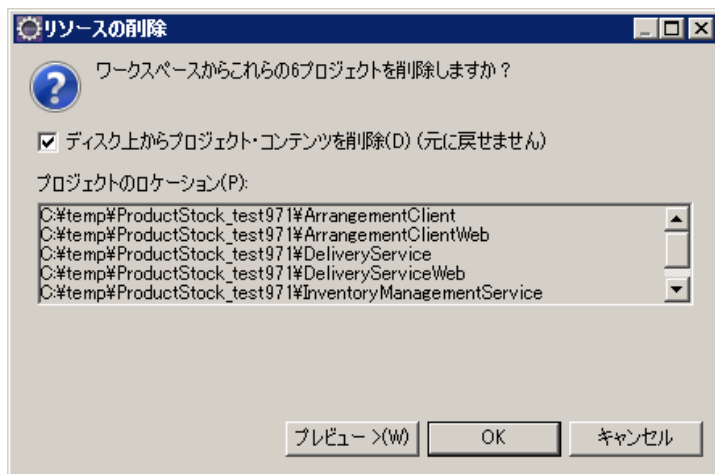 リソースの削除
ワークスペースからこれらの6プロジェクトを削除しますか？
ディスク上からプロジェクト・コンテンツを削除(D) (元に戻せません)
プロジェクトのロケーション(P):
C:¥temp¥ProductStock_test971¥ArrangementClient
C:¥temp¥ProductStock_test971¥ArrangementClientWeb
C:¥temp¥ProductStock_test971¥DeliveryService
C:¥temp¥ProductStock_test971¥DeliveryServiceWeb
C:¥temp¥ProductStock_test971¥InventoryManagementService
プレビュー >(W) OK キャンセル